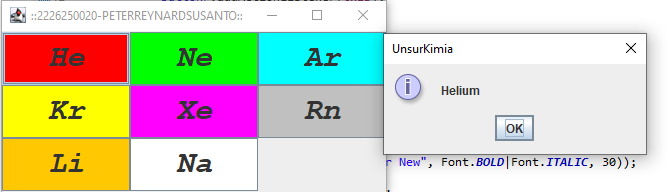 ::2226250020-PETERREYNARDSUSANTO::
He Ne Ar
Kr Xe Rn
Li Na
UnsurKimia
Helium
OK
r New", Font.BOLD|Font.ITALIC, 30));